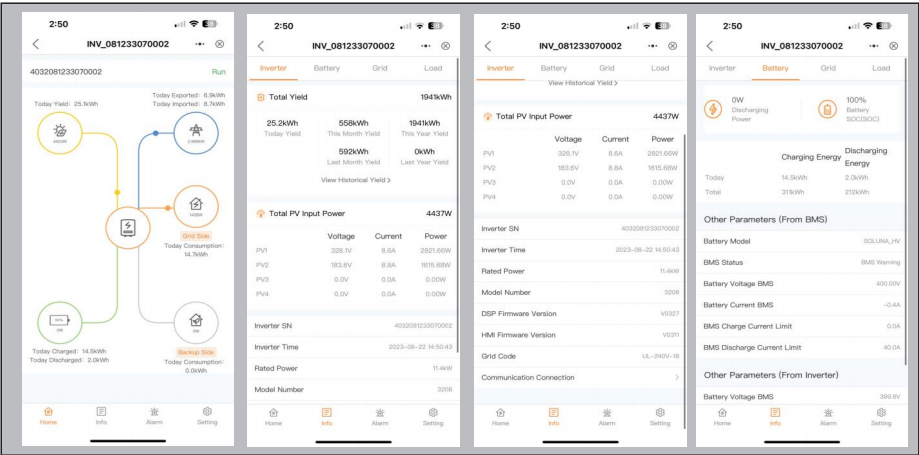 2:50
38
INV_081233070002
4032081233070002 Run
Today Yield: 25.1kWh
Today Exported: 6.9kWh
Today Imported: 8.7kWh
Grid Side
Today Consumption:
14.7kWh
0W
0W
Today Charged: 14.5kWh
Today Discharged: 2.0kWh
Backup Side
Today Consumption:
0.0kWh
Home Info Alarm Setting
2:50
38
INV_081233070002
Inverter Battery Grid Load
Total Yield 1941kWh
25.2kWh 558kWh 1941kWh
Today Yield This Month Yield This Year Yield
592kWh 0kWh
Last Month Yield Last Year Yield
View Historical Yield >
Total PV Input Power 4437W
Voltage Current Power
PV1 328.1V 8.6A 2821.66W
PV2 183.6V 8.8A 1615.68W
PV3 0.0V 0.0A 0.00W
PV4 0.0V 0.0A 0.00W
Inverter SN 4032081233070002
Inverter Time 2023-08-22 14:50:43
Rated Power 11.4kW
Model Number 3208
Home Info Alarm Setting
2:50
38
INV_081233070002
Inverter Battery Grid Load
View Historical Yield >
Total PV Input Power 4437W
Voltage Current Power
PV1 328.1V 8.6A 2821.66W
PV2 183.6V 8.8A 1615.68W
PV3 0.0V 0.0A 0.00W
PV4 0.0V 0.0A 0.00W
Inverter SN 4032081233070002
Inverter Time 2023-08-22 14:50:43
Rated Power 11.4kW
Model Number 3208
DSP Firmware Version V0327
HMI Firmware Version V0311
Grid Code UL-240V-18
Communication Connection >
Home Info Alarm Setting
2:50
38
INV_081233070002
Inverter Battery Grid Load
0W 100%
Discharging Battery
Power SOC(SOC)
Charging Energy Discharging
Energy
Today 14.5kWh 2.0kWh
Total 311kWh 212kWh
Other Parameters (From BMS)
Battery Model SOLUNA_HV
BMS Status BMS Warning
Battery Voltage BMS 400.00V
Battery Current BMS -0.4A
BMS Charge Current Limit 0.0A
BMS Discharge Current Limit 40.0A
Other Parameters (From Inverter)
Battery Voltage BMS 399.8V
Home Info Alarm Setting